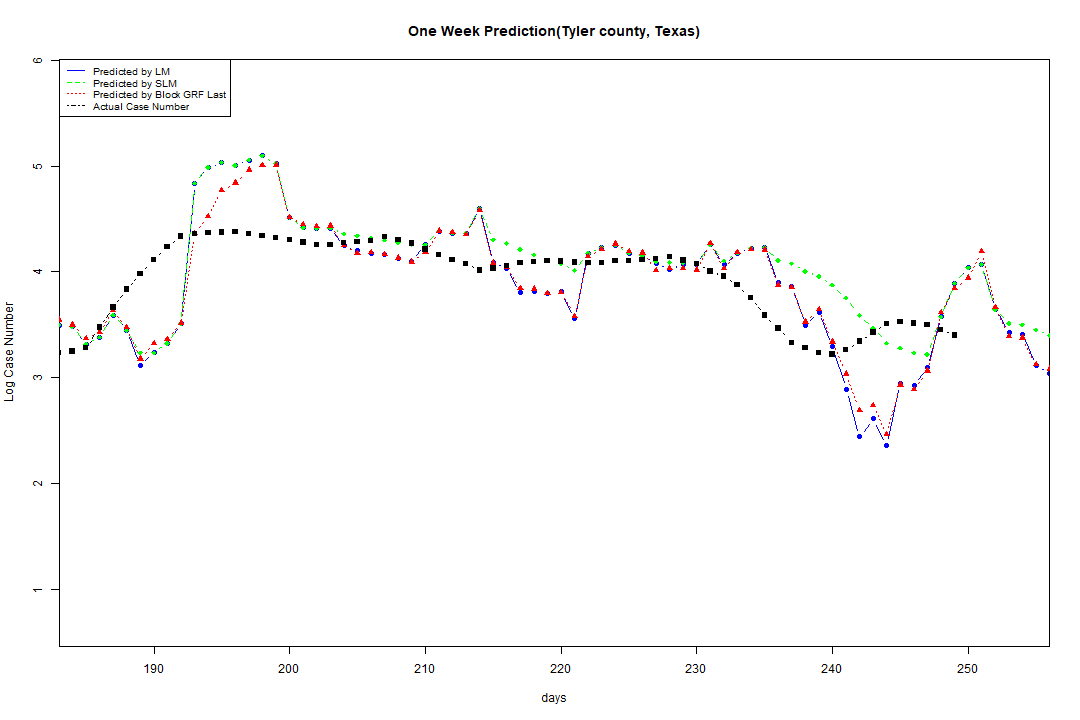 One Week Prediction(Tyler county, Texas)
Predicted by LM
Predicted by SLM
Predicted by Block GRF Last
Actual Case Number
6
5
4
3
2
1
Log Case Number
190 200 210 220 230 240 250
days